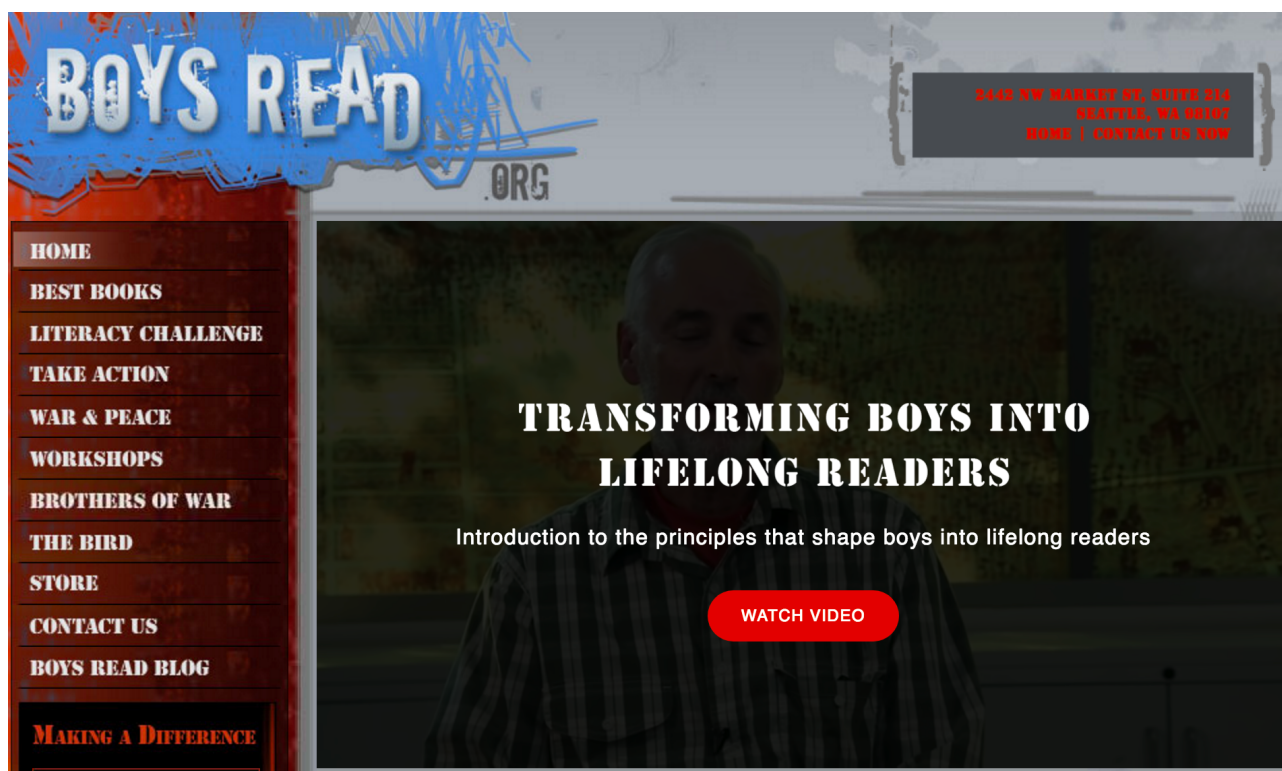 BOYS READ
.ORG
2442 NW MARKET ST, SUITE 214
SEATTLE, WA 98107
HOME | CONTACT US NOW
HOME
BEST BOOKS
LITERACY CHALLENGE
TAKE ACTION
WAR & PEACE
WORKSHOPS
BROTHERS OF WAR
THE BIRD
STORE
CONTACT US
BOYS READ BLOG
MAKING A DIFFERENCE
TRANSFORMING BOYS INTO
LIFELONG READERS
Introduction to the principles that shape boys into lifelong readers
WATCH VIDEO